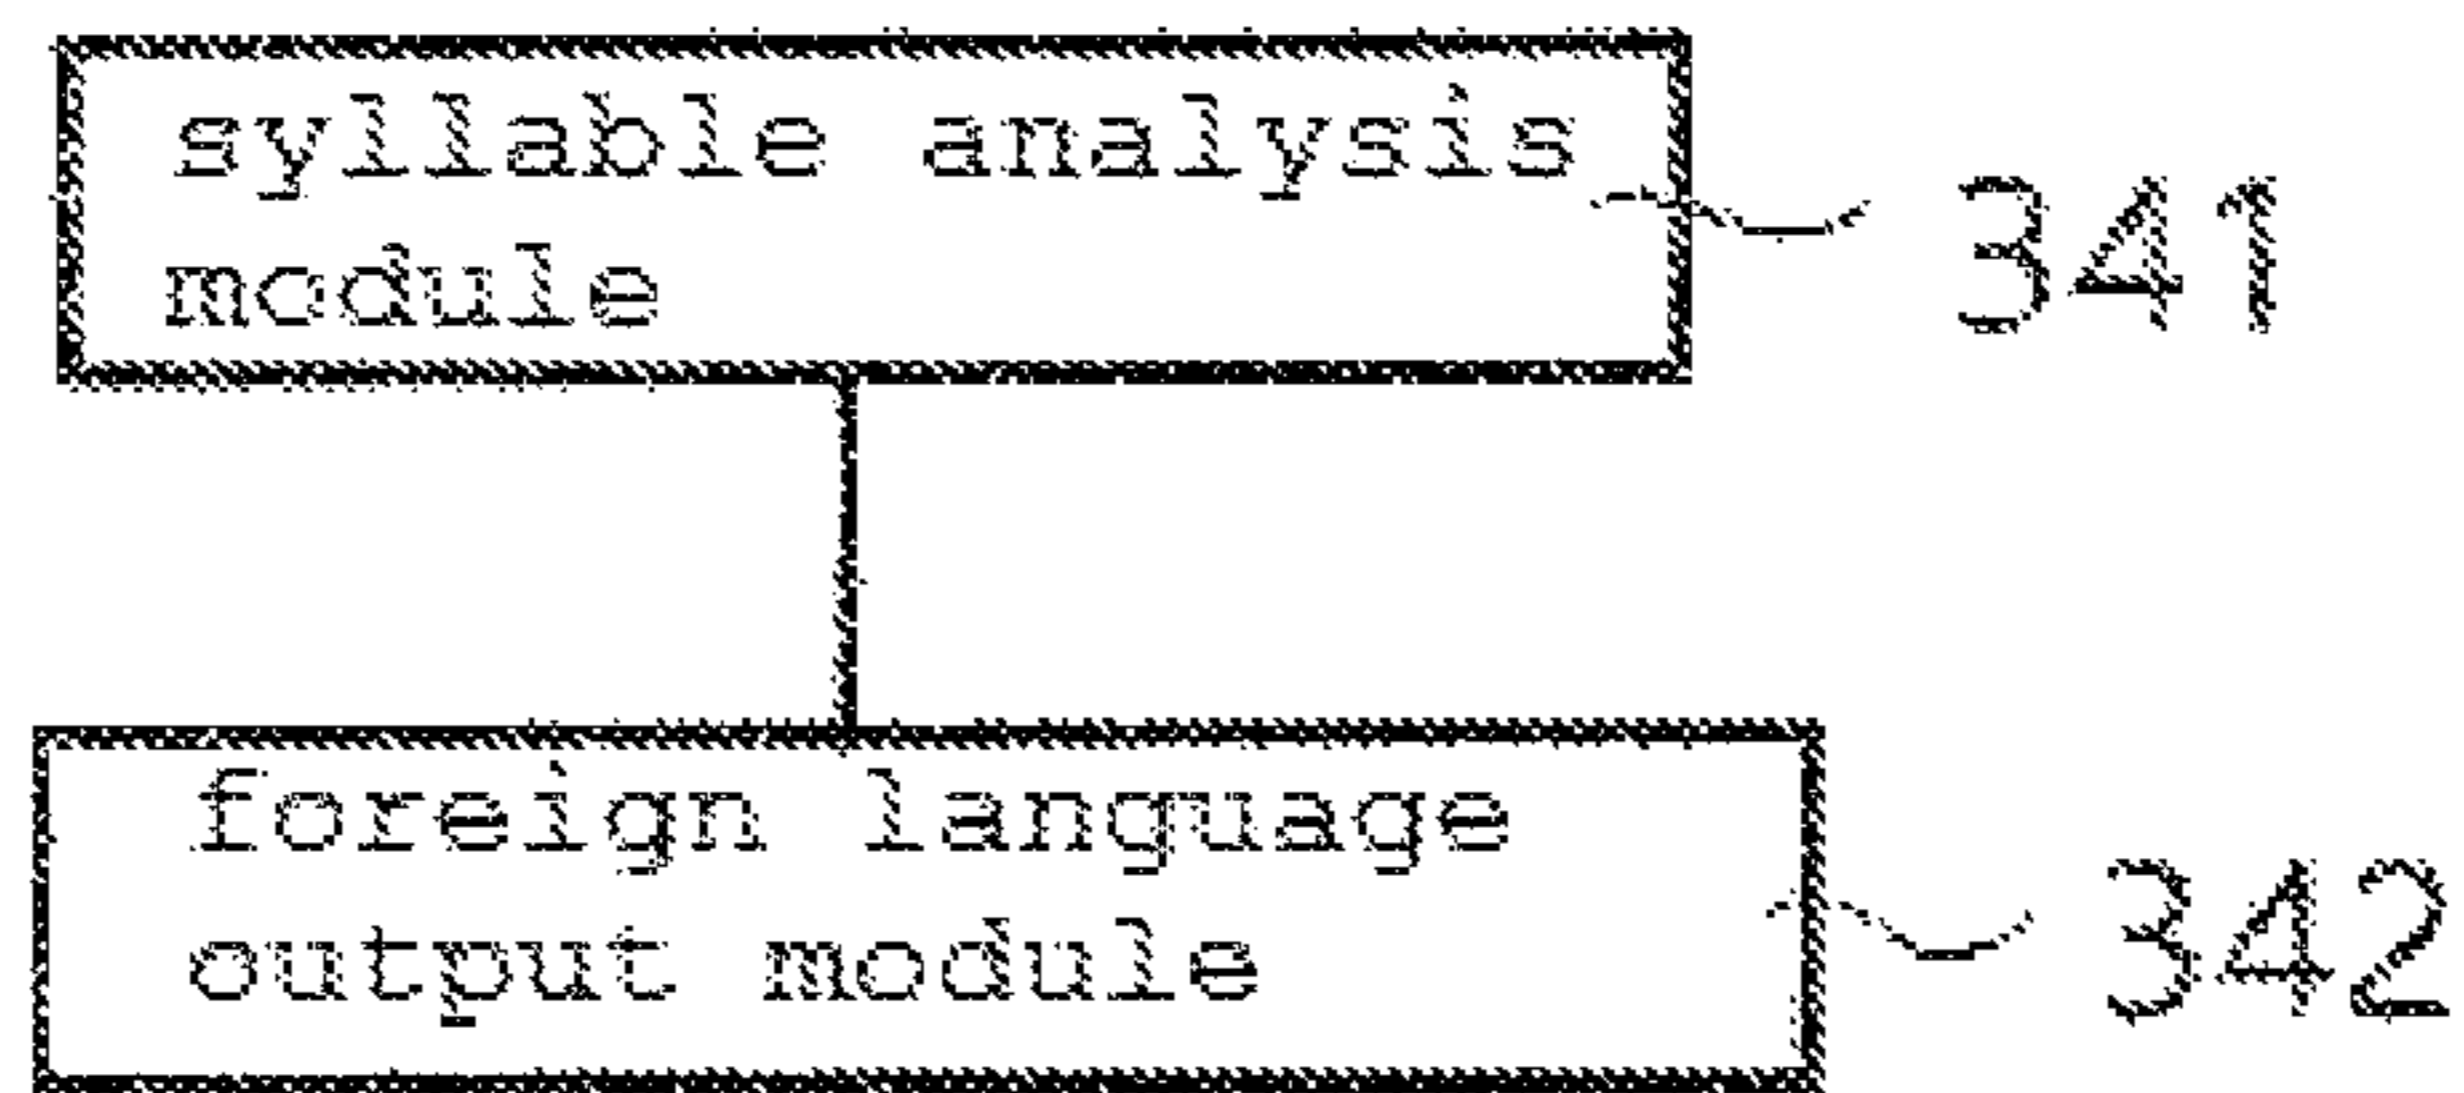 syllable analysis
module
341
foreign language
output module
342